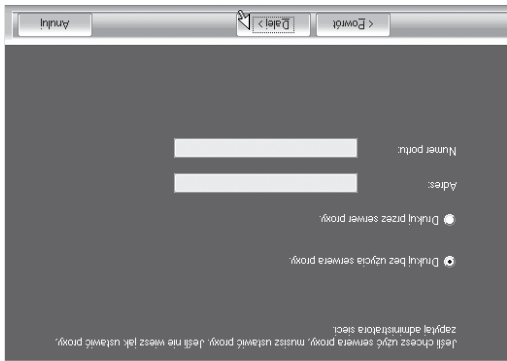 Jeśli chcesz użyć serwera proxy, musisz ustawić proxy. Jeśli nie wiesz jak ustawić proxy,
zapytaj administratora sieci.
Drukuj bez użycia serwera proxy.
Drukuj przez serwer proxy.
Adres:
Numer portu:
< Powrót
Dalej >
Anuluj